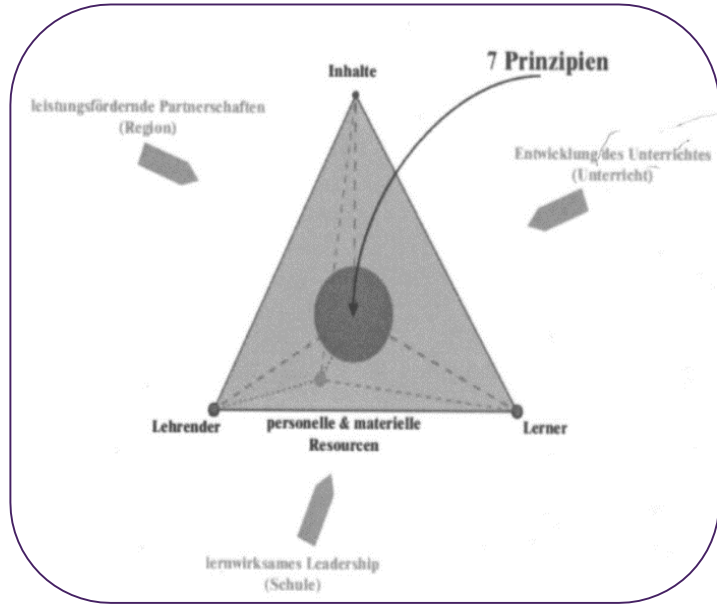 7 Prinzipien
Inhalte
leistungsfördernde Partnerschaften
(Region)
Entwicklung des Unterrichtes
(Unterricht)
Lehrender
personelle & materielle
Resourcen
Lerner
lernwirksames Leadership
(Schule)